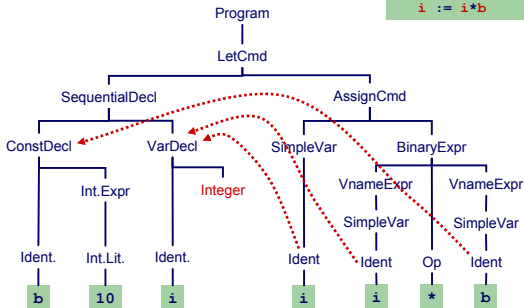 i := i*b
Program
LetCmd
SequentialDecl AssignCmd
ConstDecl VarDecl SimpleVar BinaryExpr
Int.Expr Integer VnameExpr VnameExpr
SimpleVar SimpleVar
Ident. Int.Lit. Ident. Ident Ident Op Ident
b 10 i i i * b